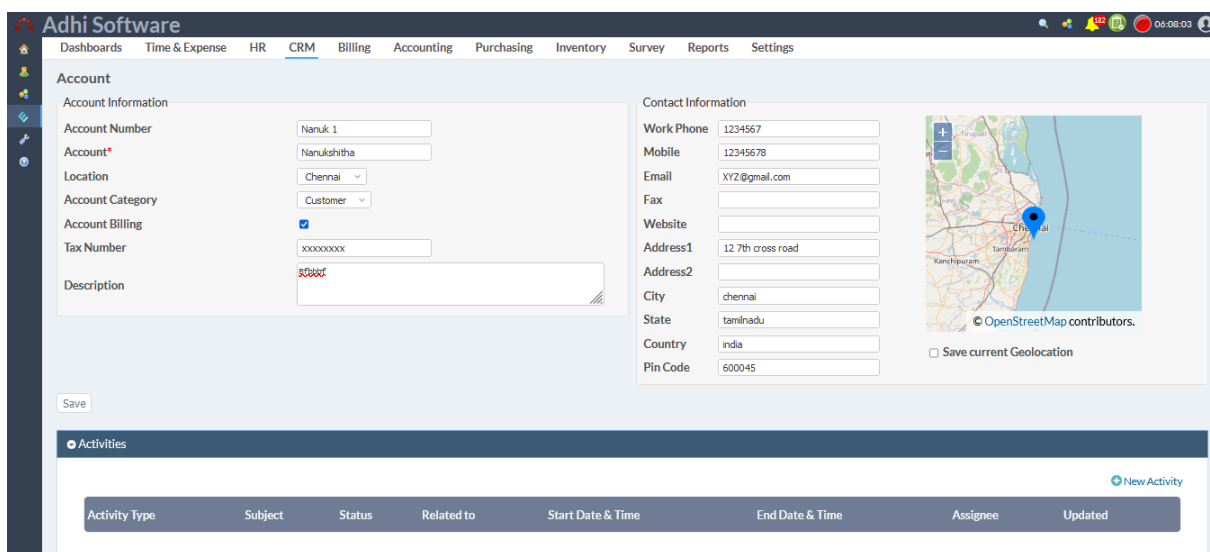 Adhi Software
182
06:08:03
Dashboards Time & Expense HR CRM Billing Accounting Purchasing Inventory Survey Reports Settings
Account
Account Information
Account Number Nanuk 1
Account* Nanukshitha
Location Chennai
Account Category Customer
Account Billing
Tax Number xxxxxxxx
Description
Contact Information
Work Phone 1234567
Mobile 12345678
Email XYZ@gmail.com
Fax
Website
Address1 12 7th cross road
Address2
City chennai
State tamilnadu
Country india
Pin Code 600045
+
Tirupati
−
Tambaram
Kanchipuram
© OpenStreetMap contributors.
Save current Geolocation
Save
Activities
New Activity
Activity Type Subject Status Related to Start Date & Time End Date & Time Assignee Updated